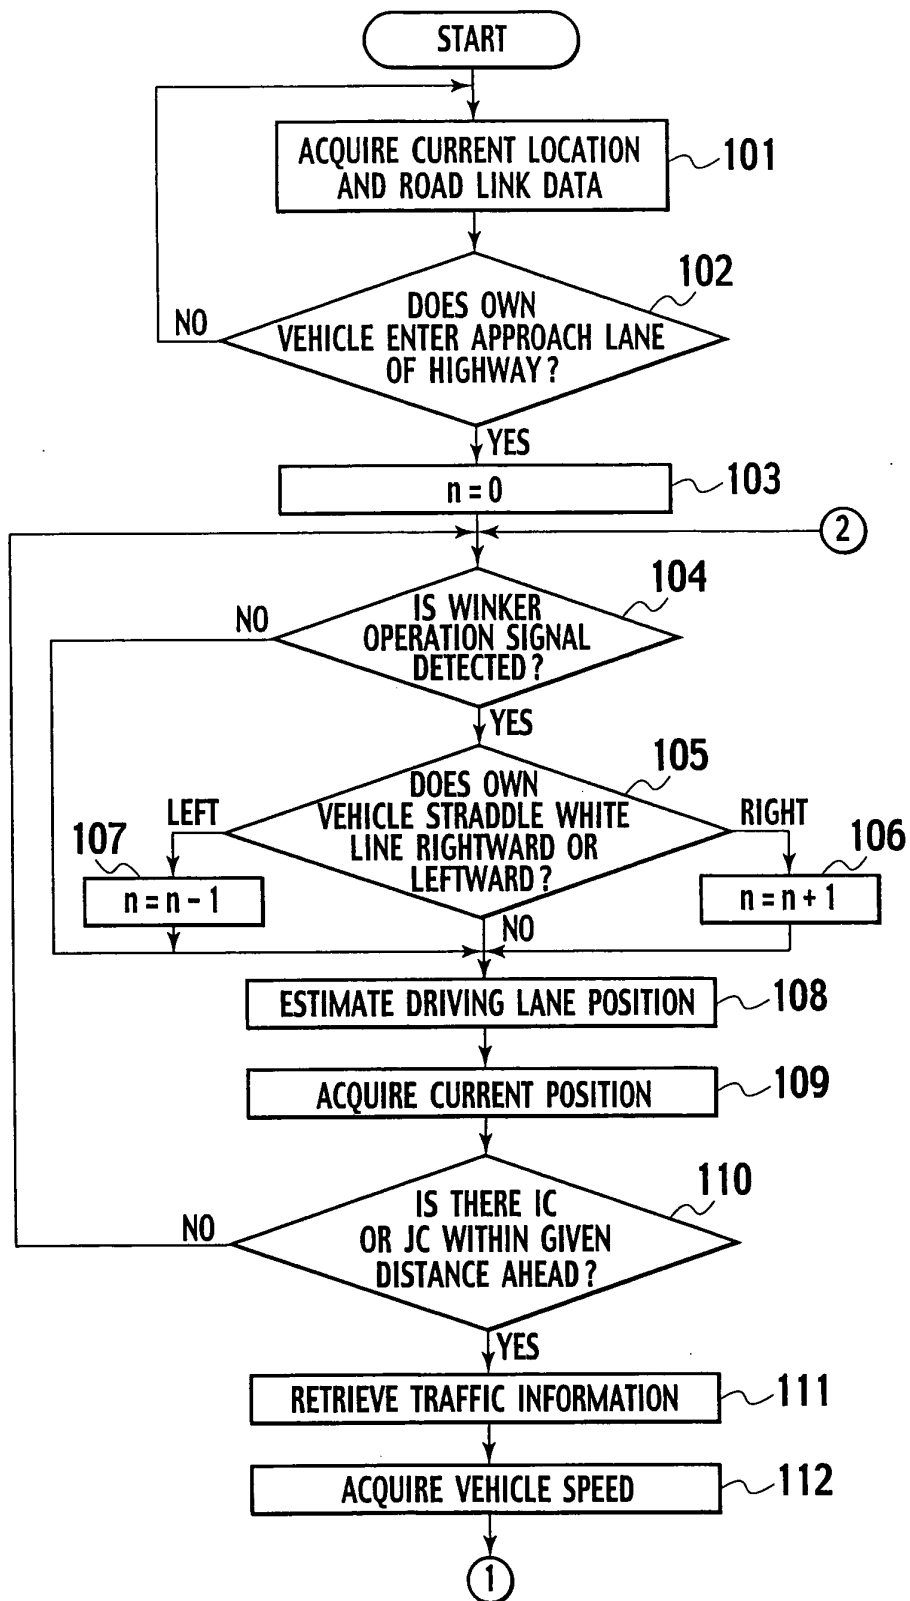 START
ACQUIRE CURRENT LOCATION
AND ROAD LINK DATA
101
102
DOES OWN
VEHICLE ENTER APPROACH LANE
OF HIGHWAY?
NO
YES
n = 0
103
2
104
IS WINKER
OPERATION SIGNAL
DETECTED?
NO
YES
105
DOES OWN
VEHICLE STRADDLE WHITE
LINE RIGHTWARD OR
LEFTWARD?
LEFT
RIGHT
107
n = n - 1
106
n = n + 1
NO
ESTIMATE DRIVING LANE POSITION
108
ACQUIRE CURRENT POSITION
109
110
IS THERE IC
OR JC WITHIN GIVEN
DISTANCE AHEAD?
NO
YES
RETRIEVE TRAFFIC INFORMATION
111
ACQUIRE VEHICLE SPEED
112
1